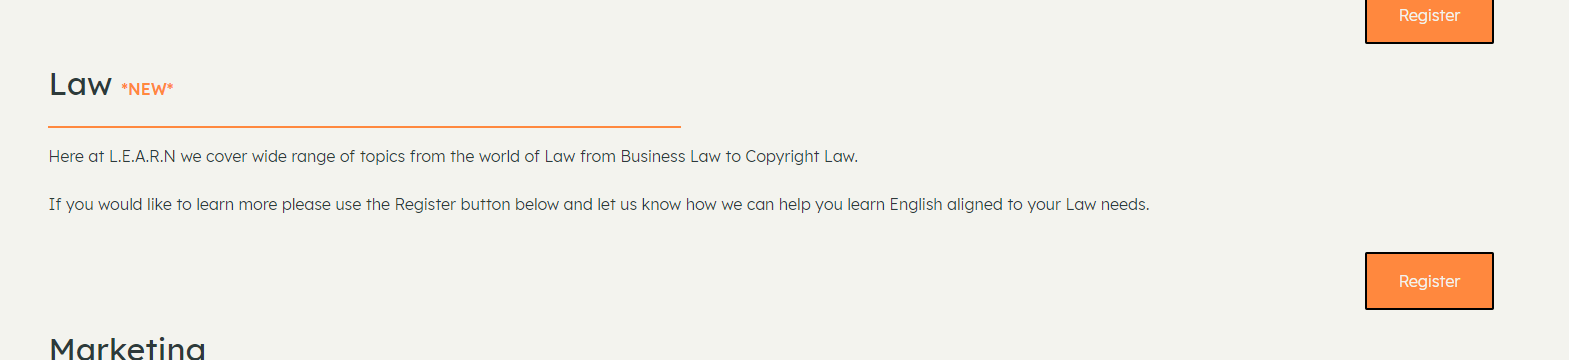 Register
Law *NEW*
Here at L.E.A.R.N we cover wide range of topics from the world of Law from Business Law to Copyright Law.
If you would like to learn more please use the Register button below and let us know how we can help you learn English aligned to your Law needs.
Register
Marketing